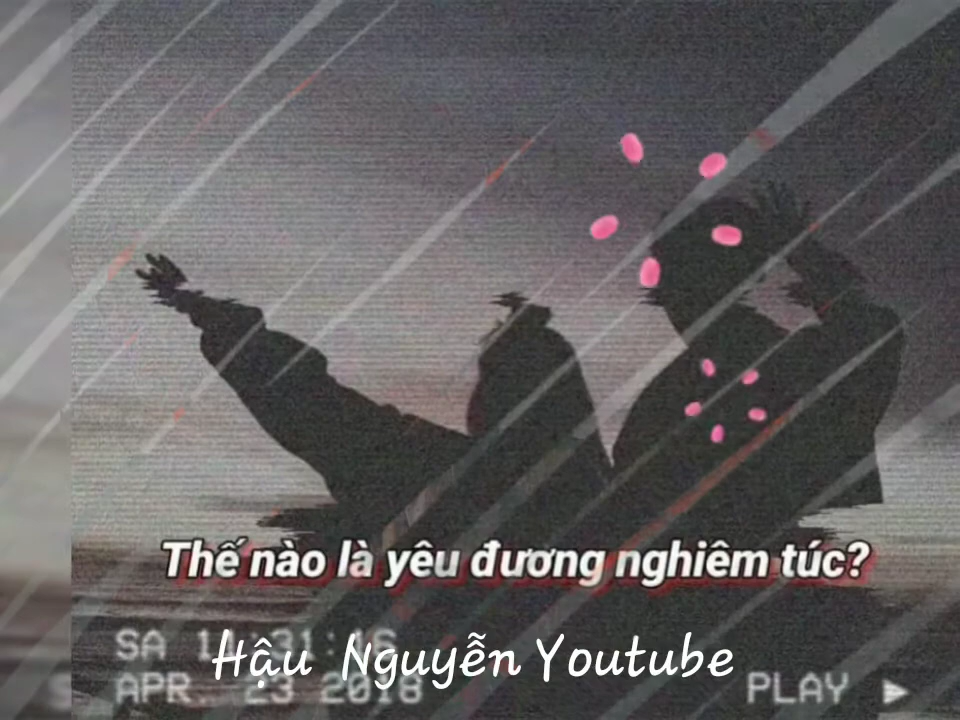 Thế nào là yêu đương nghiêm túc?
SA
Hậu Nguyễn Youtube
APR. 23 2018
PLAY